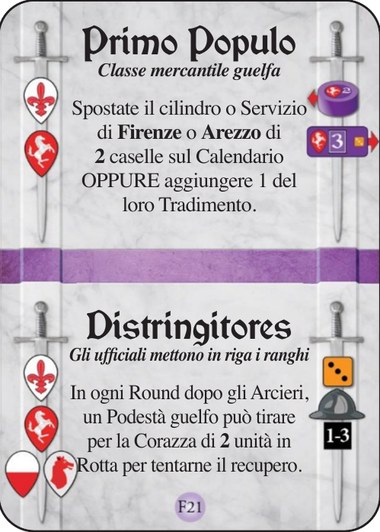 Primo Populo
Classe mercantile guelfa
Spostate il cilindro o Servizio
di Firenze o Arezzo di
2 caselle sul Calendario
OPPURE aggiungere 1 del
loro Tradimento.
3
Distringitores
Gli ufficiali mettono in riga i ranghi
In ogni Round dopo gli Arcieri,
un Podestà guelfo può tirare
per la Corazza di 2 unità in
Rotta per tentarne il recupero.
1-3
F21